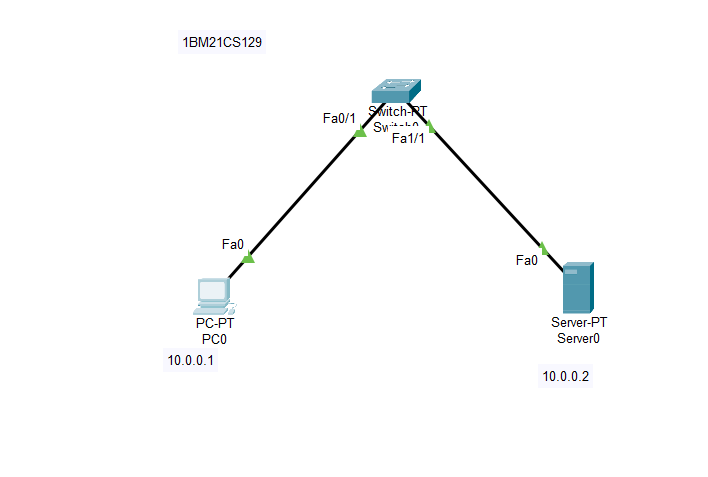 1BM21CS129
Switch-PT
Fa0/1
Fa1/1
Fa0
Fa0
PC-PT
PC0
10.0.0.1
Server-PT
Server0
10.0.0.2